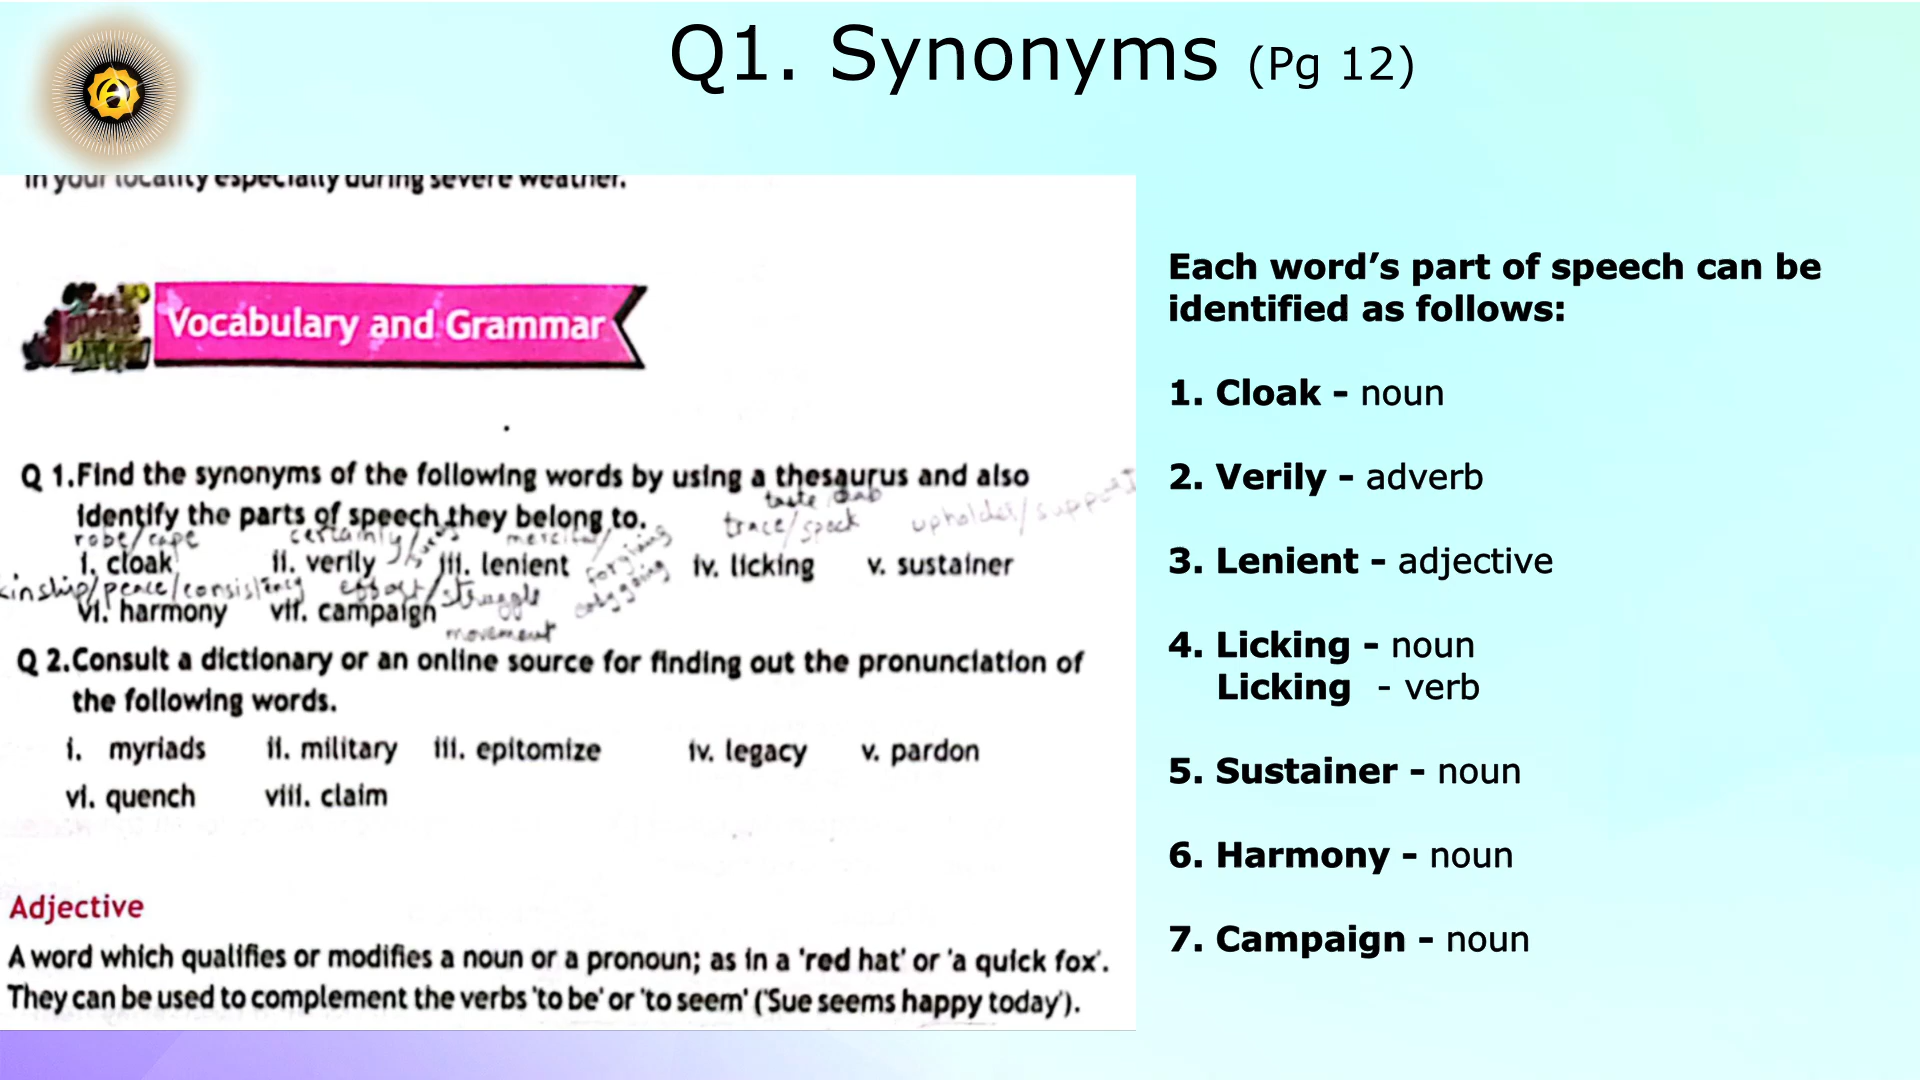 Q1. Synonyms (Pg 12)
in your locality especially during severe weather.
Vocabulary and Grammar
Q 1.Find the synonyms of the following words by using a thesaurus and also
identify the parts of speech they belong to.
taste / dab
trace/speck
upholder/support
robe/cape
certainly/
merciful/
forgiving
i. cloak ii. verily iii. lenient iv. licking v. sustainer
kinship/peace/consistency
effort/struggle
easygoing
vi. harmony vii. campaign
movement
Q 2.Consult a dictionary or an online source for finding out the pronunciation of
the following words.
i. myriads ii. military iii. epitomize iv. legacy v. pardon
vi. quench viii. claim
Adjective
A word which qualifies or modifies a noun or a pronoun; as in a 'red hat' or 'a quick fox'.
They can be used to complement the verbs 'to be' or 'to seem' ('Sue seems happy today').
Each word’s part of speech can be
identified as follows:
1. Cloak - noun
2. Verily - adverb
3. Lenient - adjective
4. Licking - noun
Licking - verb
5. Sustainer - noun
6. Harmony - noun
7. Campaign - noun